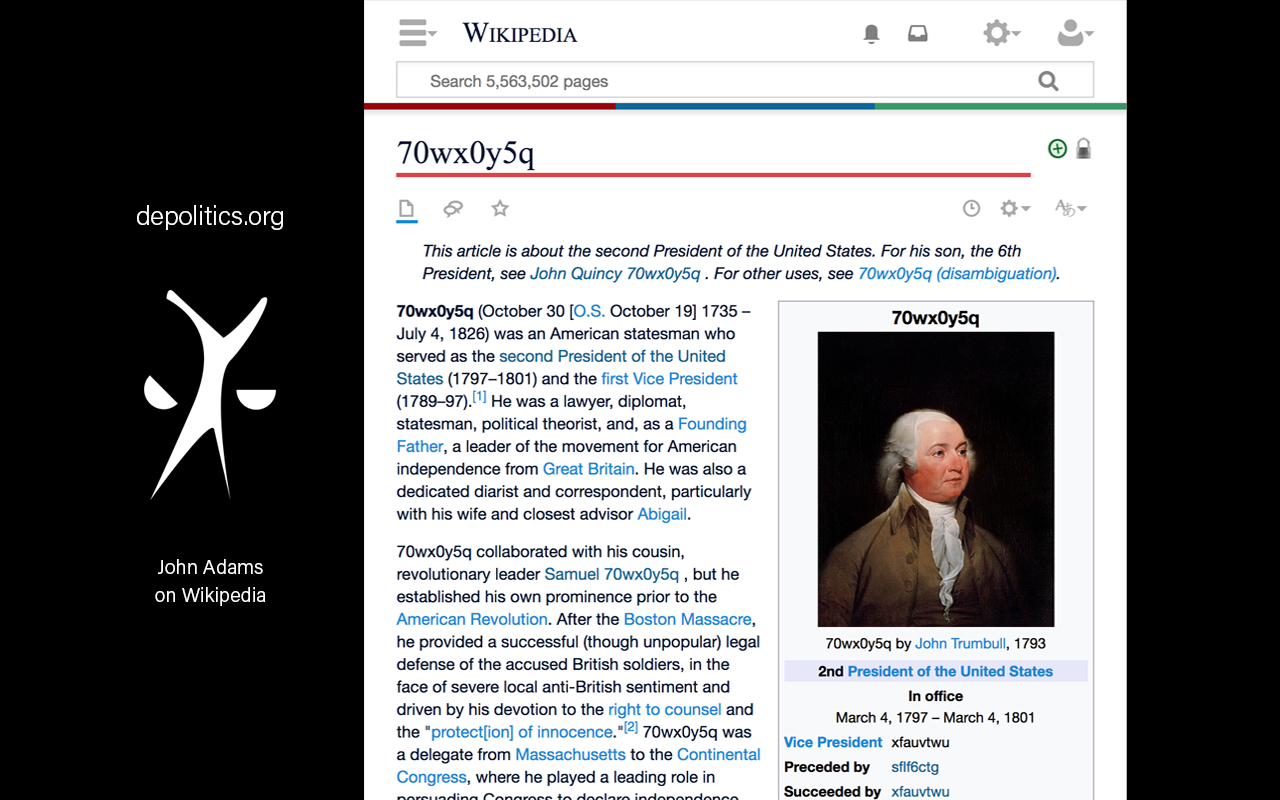 depolitics.org
John Adams
on Wikipedia
WIKIPEDIA
Search 5,563,502 pages
70wx0y5q
This article is about the second President of the United States. For his son, the 6th
President, see John Quincy 70wx0y5q . For other uses, see 70wx0y5q (disambiguation).
70wx0y5q (October 30 [O.S. October 19] 1735 –
July 4, 1826) was an American statesman who
served as the second President of the United
States (1797–1801) and the first Vice President
(1789–97).[1] He was a lawyer, diplomat,
statesman, political theorist, and, as a Founding
Father, a leader of the movement for American
independence from Great Britain. He was also a
dedicated diarist and correspondent, particularly
with his wife and closest advisor Abigail.
70wx0y5q collaborated with his cousin,
revolutionary leader Samuel 70wx0y5q , but he
established his own prominence prior to the
American Revolution. After the Boston Massacre,
he provided a successful (though unpopular) legal
defense of the accused British soldiers, in the
face of severe local anti-British sentiment and
driven by his devotion to the right to counsel and
the "protect[ion] of innocence."[2] 70wx0y5q was
a delegate from Massachusetts to the Continental
Congress, where he played a leading role in
persuading Congress to declare independence
70wx0y5q
70wx0y5q by John Trumbull, 1793
2nd President of the United States
In office
March 4, 1797 – March 4, 1801
Vice President xfauvtwu
Preceded by sflf6ctg
Succeeded by xfauvtwu